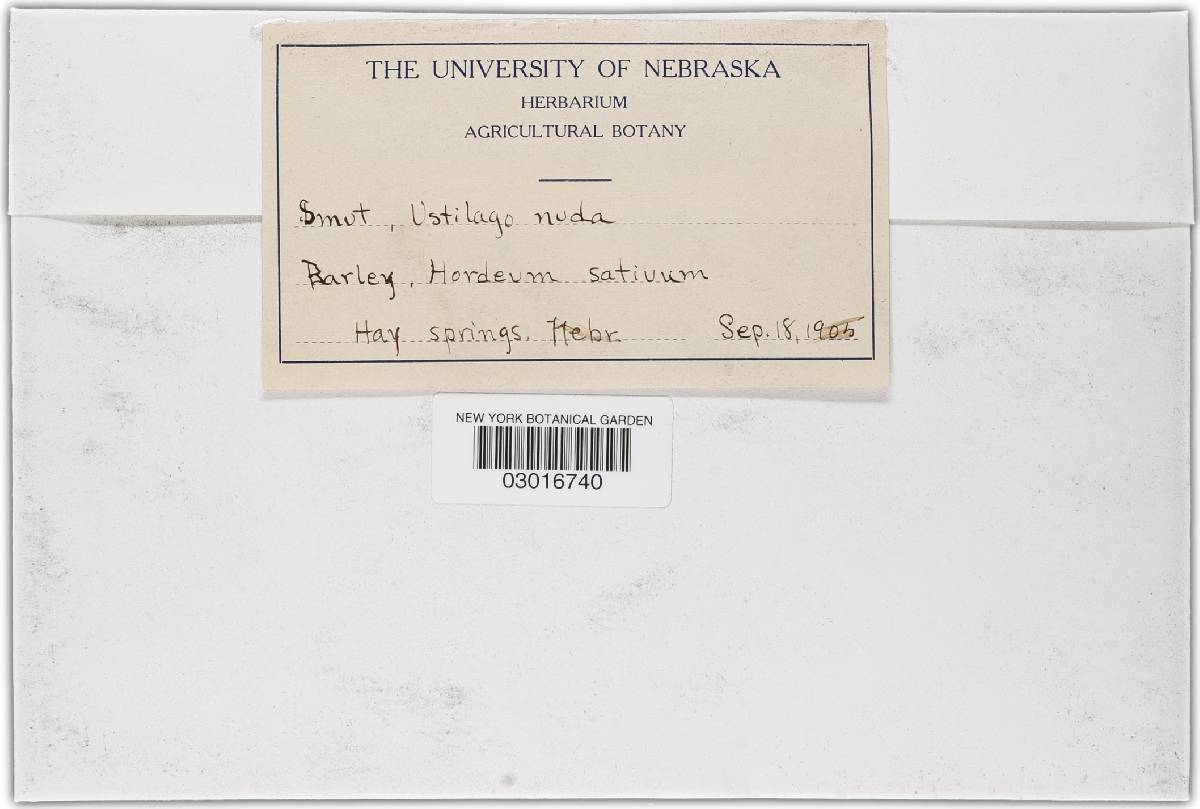 THE UNIVERSITY OF NEBRASKA
HERBARIUM
AGRICULTURAL BOTANY
Smut, Ustilago nuda
Barley, Hordeum sativum
Hay springs. Nebr. Sep. 18, 1905
NEW YORK BOTANICAL GARDEN
03016740